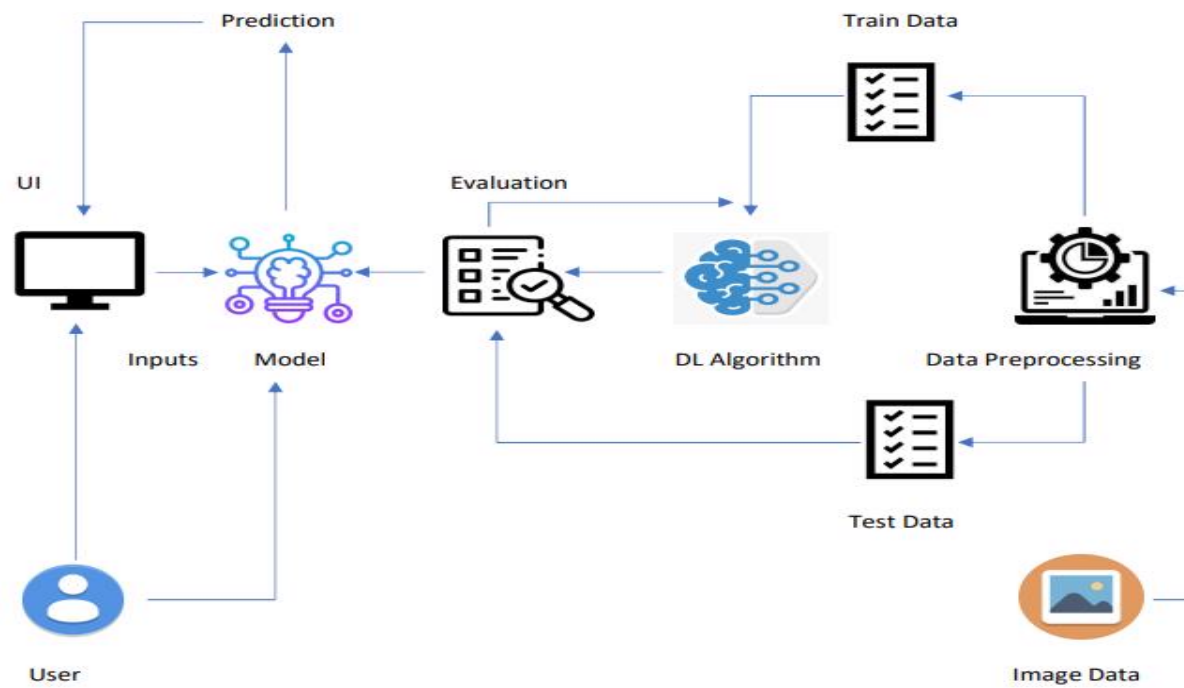 Prediction
Train Data
UI
Evaluation
Inputs
Model
DL Algorithm
Data Preprocessing
Test Data
User
Image Data